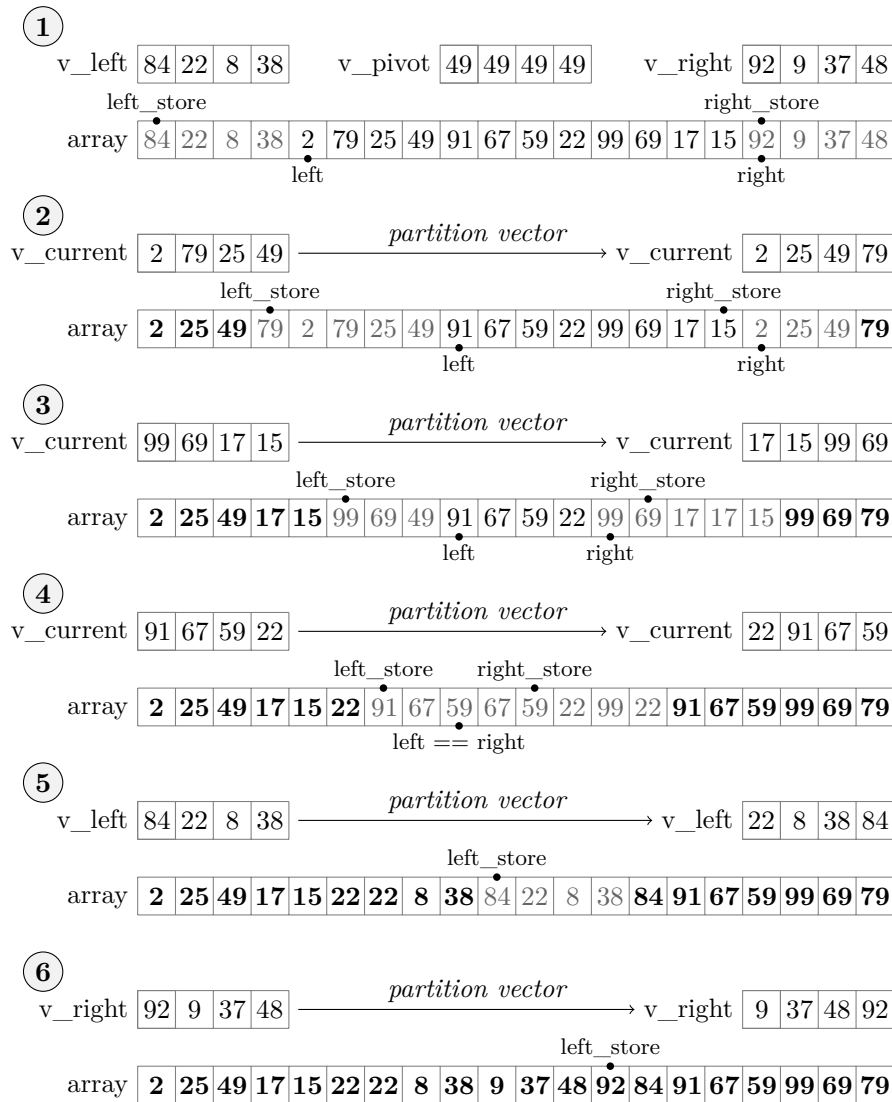 1
v_left 84 22 8 38 v_pivot 49 49 49 49 v_right 92 9 37 48
left_store right_store
array 84 22 8 38 2 79 25 49 91 67 59 22 99 69 17 15 92 9 37 48
left right
2
v_current 2 79 25 49 partition vector v_current 2 25 49 79
left_store right_store
array 2 25 49 79 2 79 25 49 91 67 59 22 99 69 17 15 2 25 49 79
left right
3
v_current 99 69 17 15 partition vector v_current 17 15 99 69
left_store right_store
array 2 25 49 17 15 99 69 49 91 67 59 22 99 69 17 17 15 99 69 79
left right
4
v_current 91 67 59 22 partition vector v_current 22 91 67 59
left_store right_store
array 2 25 49 17 15 22 91 67 59 67 59 22 99 22 91 67 59 99 69 79
left == right
5
v_left 84 22 8 38 partition vector v_left 22 8 38 84
left_store
array 2 25 49 17 15 22 22 8 38 84 22 8 38 84 91 67 59 99 69 79
6
v_right 92 9 37 48 partition vector v_right 9 37 48 92
left_store
array 2 25 49 17 15 22 22 8 38 9 37 48 92 84 91 67 59 99 69 79